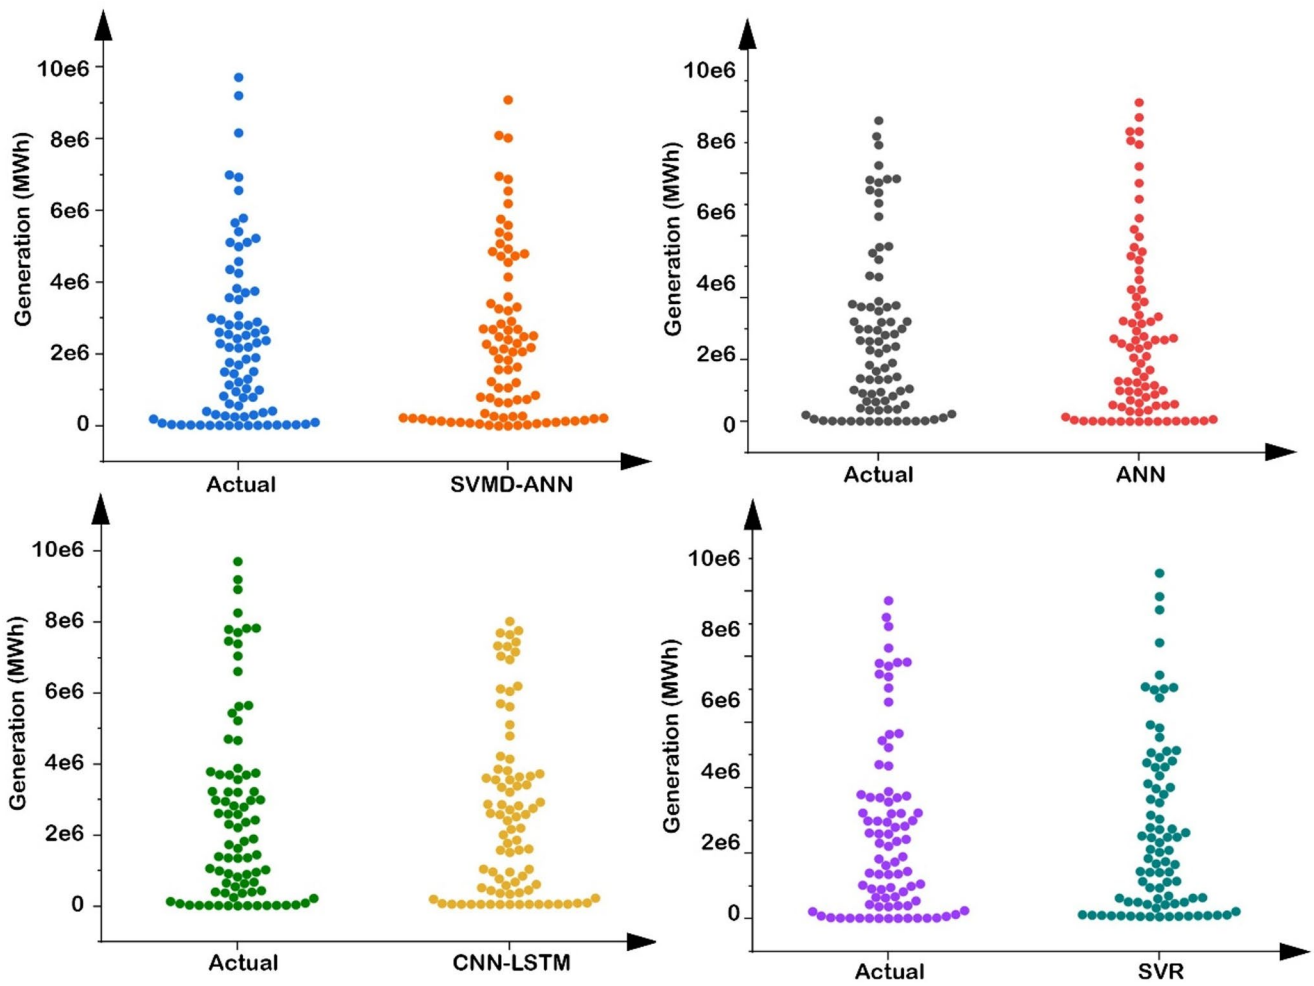 10e6
8e6
6e6
4e6
2e6
0
Generation (MWh)
Actual
SVMD-ANN
10e6
8e6
6e6
4e6
2e6
0
Generation (MWh)
Actual
ANN
10e6
8e6
6e6
4e6
2e6
0
Generation (MWh)
Actual
CNN-LSTM
10e6
8e6
6e6
4e6
2e6
0
Generation (MWh)
Actual
SVR